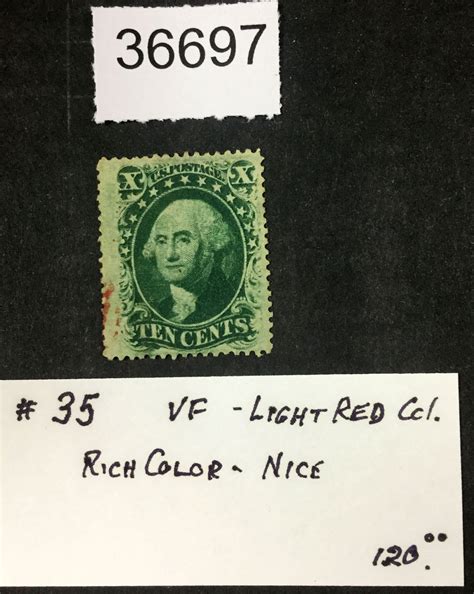 36697
X U.S. POSTAGE X
TEN CENTS
# 35 VF - LIGHT RED CCl.
RICH COLOR - NICE
120.00